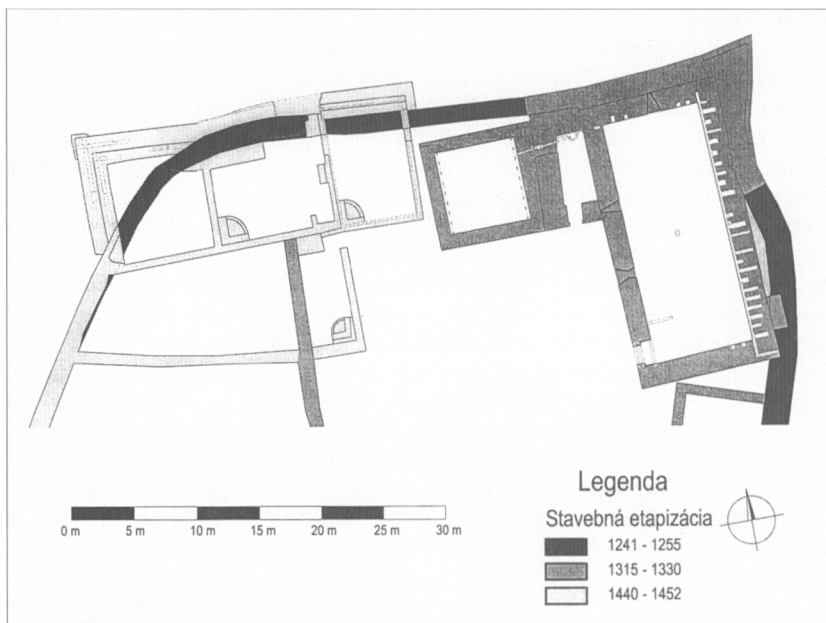 Legenda
Stavebná etapizácia
1241 - 1255
1315 - 1330
1440 - 1452
0 m 5 m 10 m 15 m 20 m 25 m 30 m